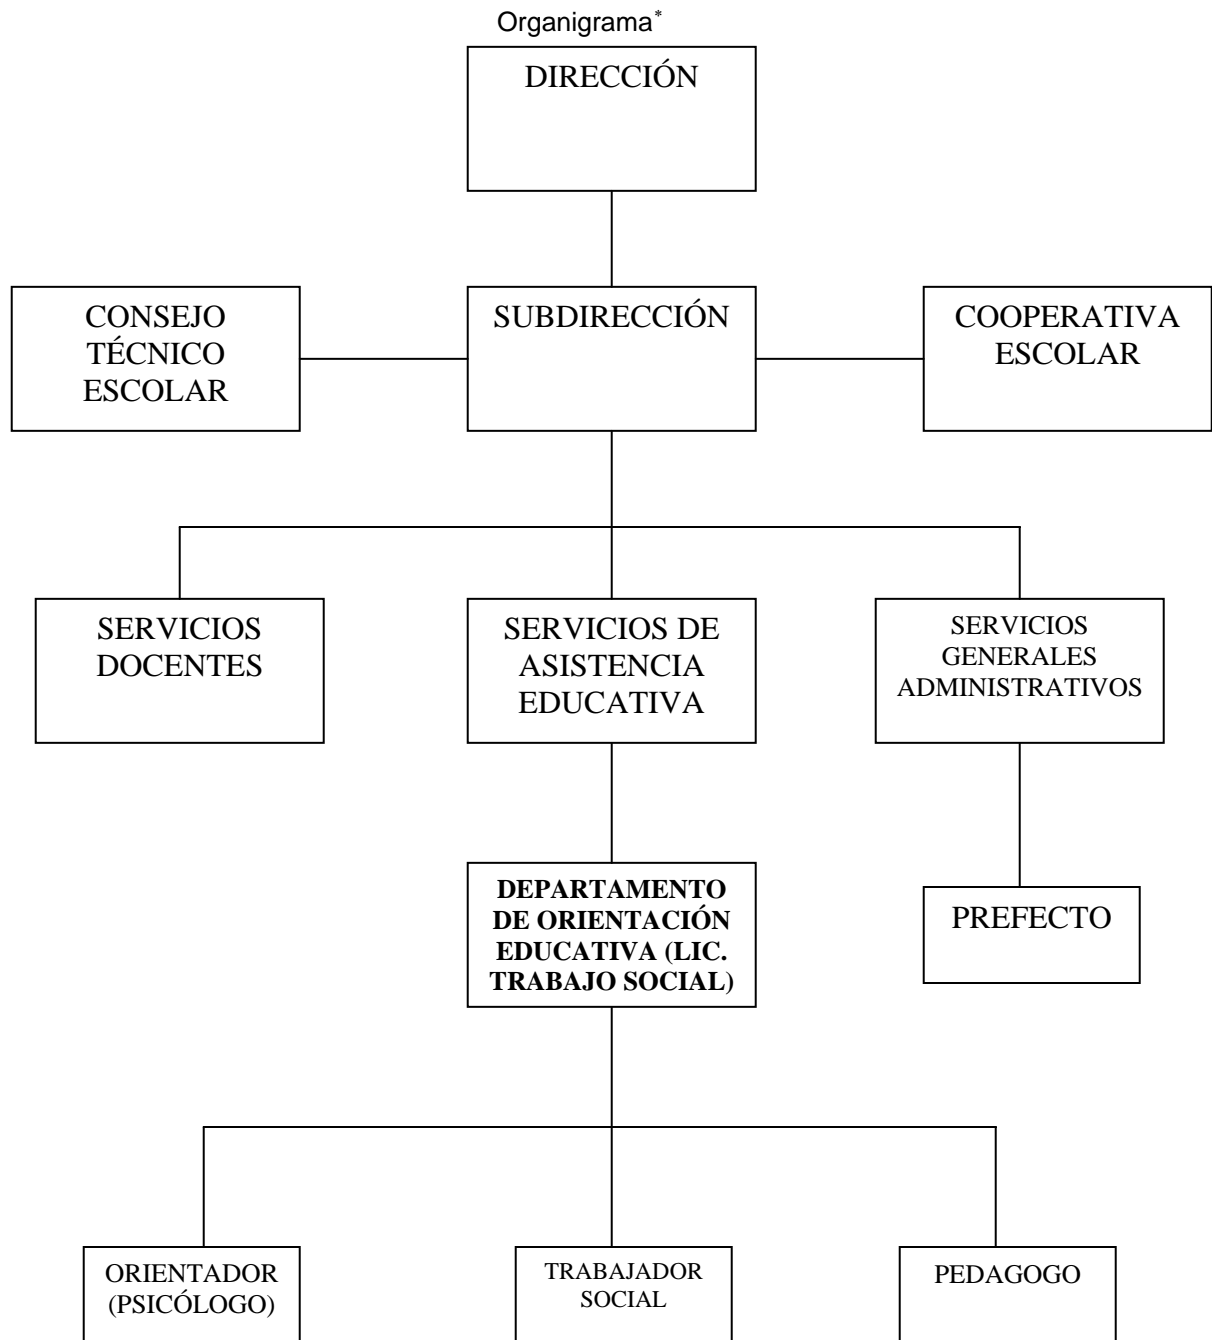 Organigrama*
DIRECCIÓN
CONSEJO
TÉCNICO
ESCOLAR
SUBDIRECCIÓN
COOPERATIVA
ESCOLAR
SERVICIOS
DOCENTES
SERVICIOS DE
ASISTENCIA
EDUCATIVA
SERVICIOS
GENERALES
ADMINISTRATIVOS
DEPARTAMENTO
DE ORIENTACIÓN
EDUCATIVA (LIC.
TRABAJO SOCIAL)
PREFECTO
ORIENTADOR
(PSICÓLOGO)
TRABAJADOR
SOCIAL
PEDAGOGO